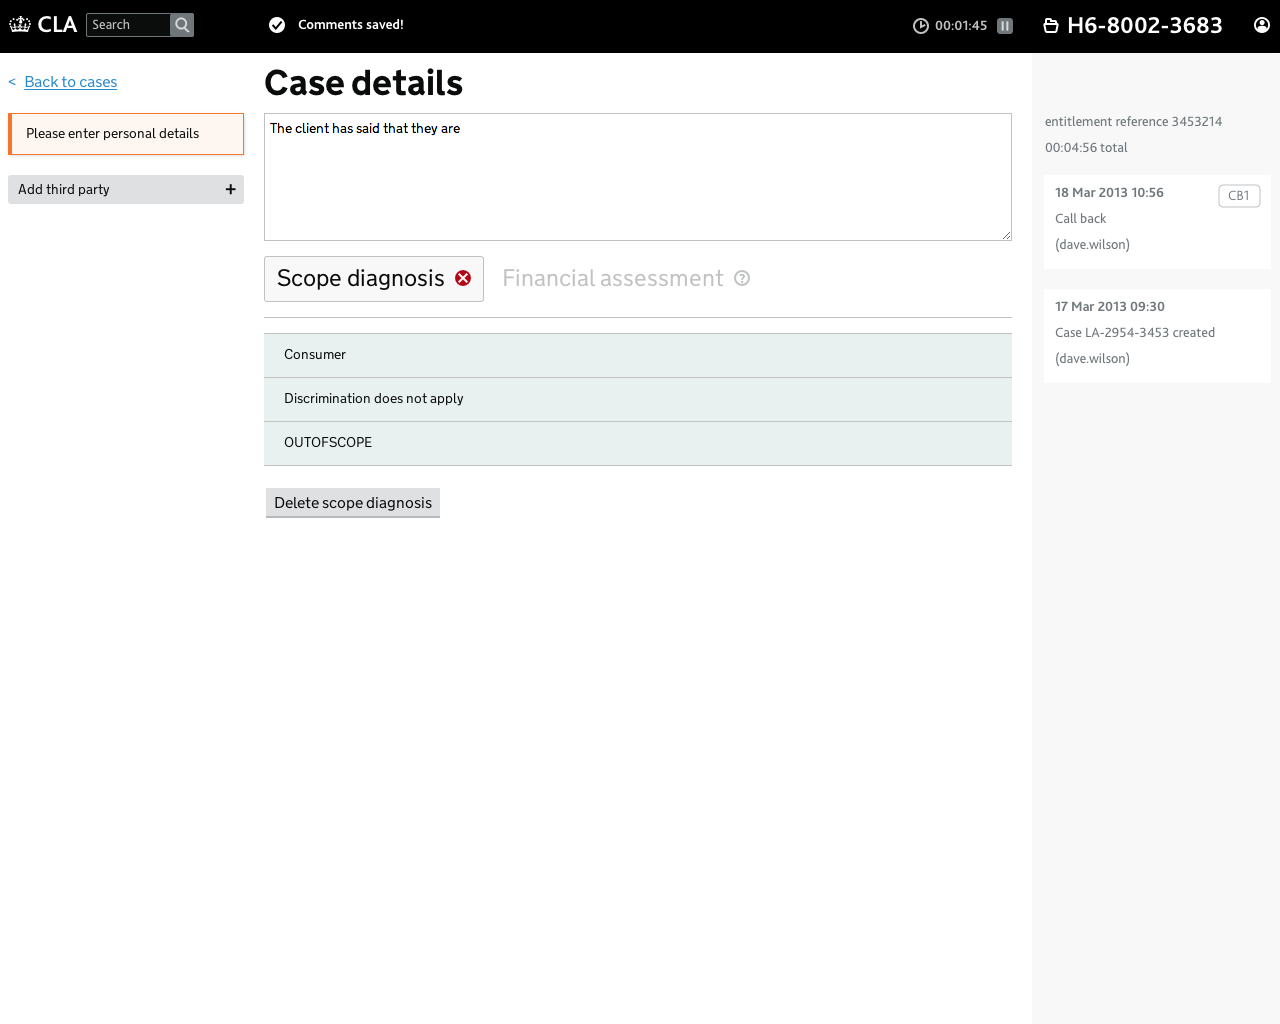 CLA
Search
Comments saved!
00:01:45
H6-8002-3683
< Back to cases
Please enter personal details
Add third party +
Case details
The client has said that they are
Scope diagnosis
Financial assessment ?
Consumer
Discrimination does not apply
OUTOFSCOPE
Delete scope diagnosis
entitlement reference 3453214
00:04:56 total
18 Mar 2013 10:56
CB1
Call back
(dave.wilson)
17 Mar 2013 09:30
Case LA-2954-3453 created
(dave.wilson)